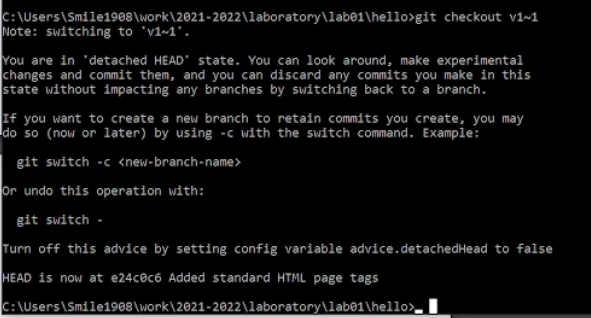 C:\Users\Smile1908\work\2021-2022\laboratory\lab01\hello>git checkout v1~1
Note: switching to 'v1~1'.
You are in 'detached HEAD' state. You can look around, make experimental
changes and commit them, and you can discard any commits you make in this
state without impacting any branches by switching back to a branch.
If you want to create a new branch to retain commits you create, you may
do so (now or later) by using -c with the switch command. Example:
git switch -c <new-branch-name>
Or undo this operation with:
git switch -
Turn off this advice by setting config variable advice.detachedHead to false
HEAD is now at e24c0c6 Added standard HTML page tags
C:\Users\Smile1908\work\2021-2022\laboratory\lab01\hello>